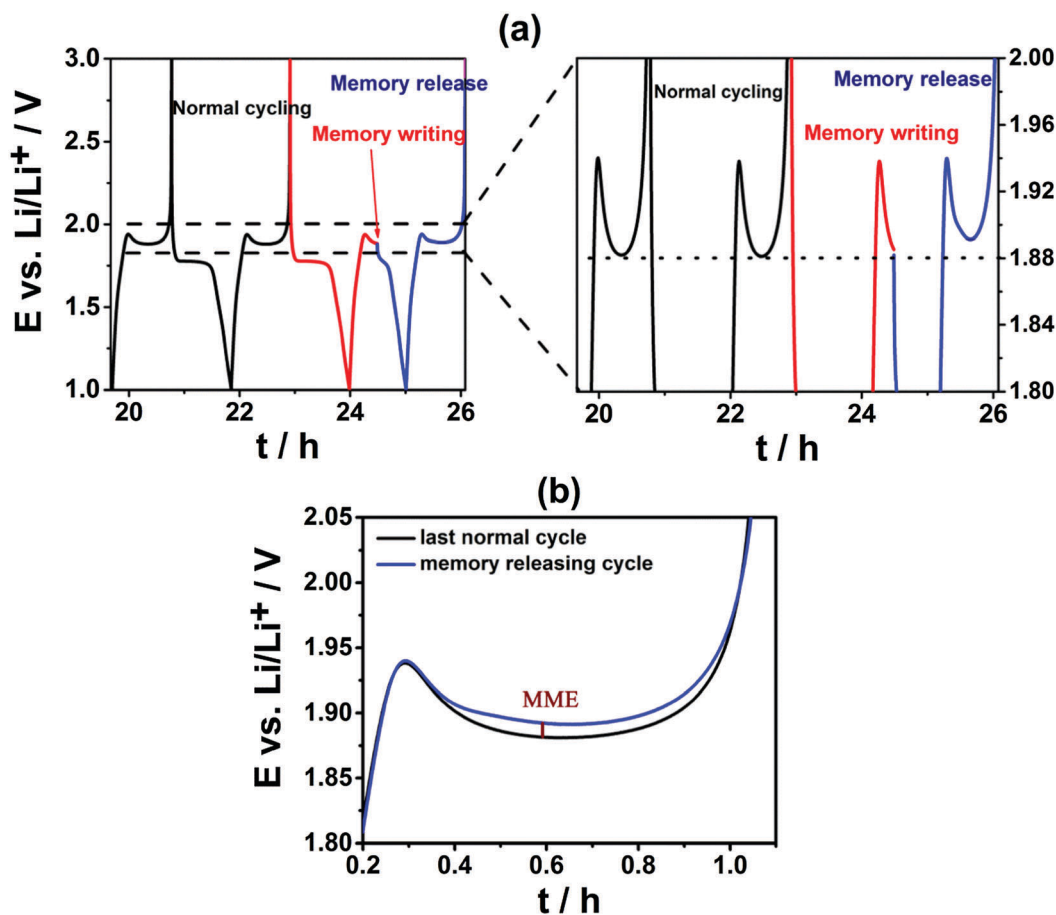 (a)
E vs. Li/Li⁺ / V
3.0
2.5
2.0
1.5
1.0
Normal cycling
Memory release
Memory writing
20
22
24
26
t / h
Normal cycling
Memory release
Memory writing
2.00
1.96
1.92
1.88
1.84
1.80
20
22
24
26
t / h
(b)
E vs. Li/Li⁺ / V
2.05
2.00
1.95
1.90
1.85
1.80
last normal cycle
memory releasing cycle
MME
0.2
0.4
0.6
0.8
1.0
t / h